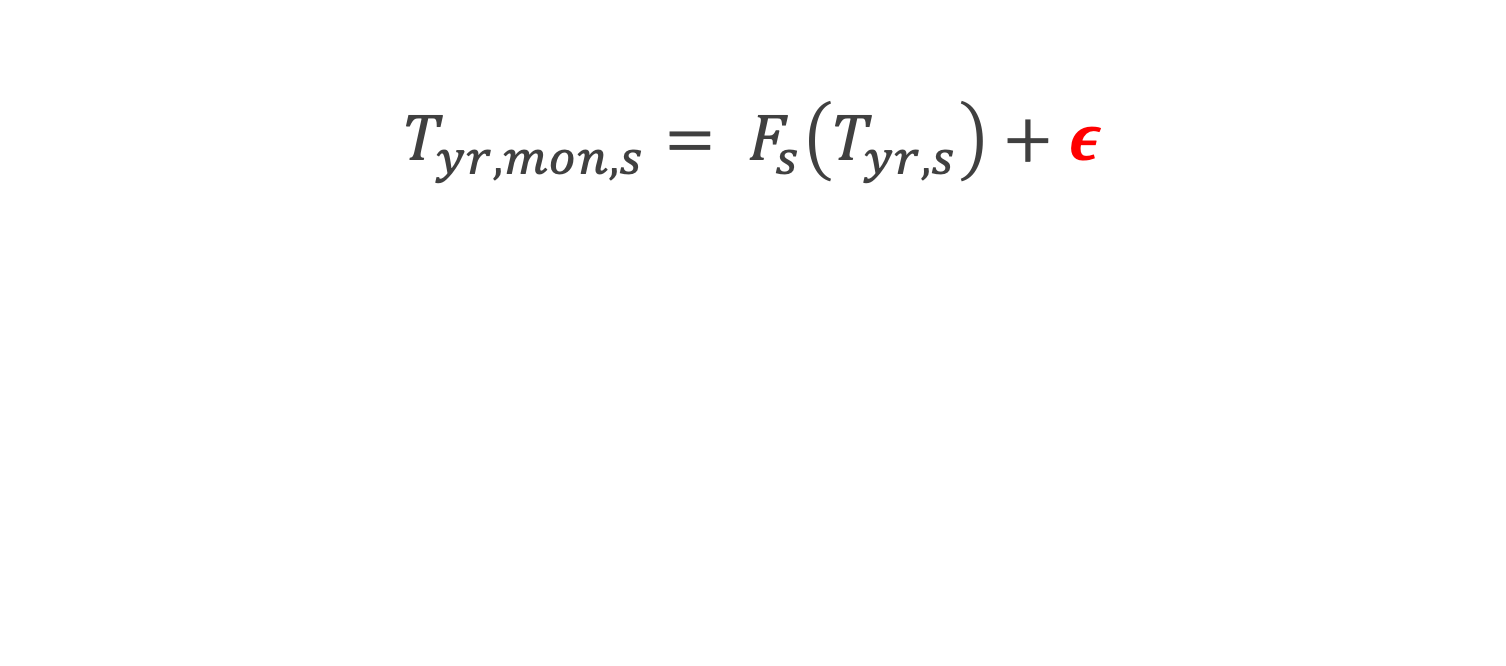 T_{yr,mon,s} = F_s(T_{yr,s}) + ϵ